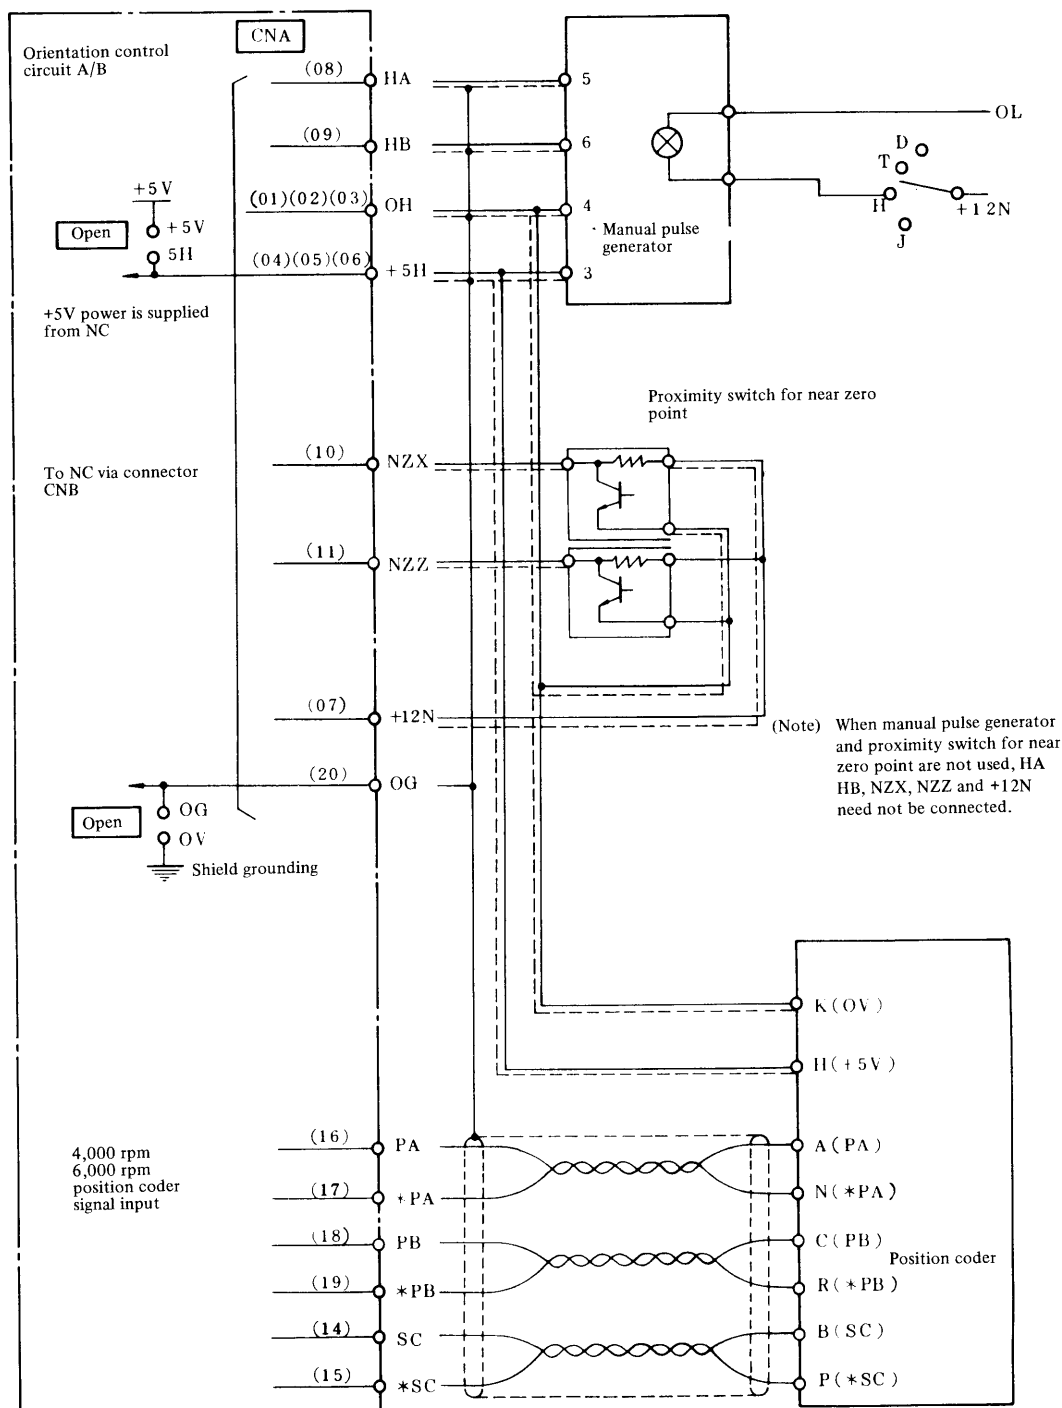 CNA
Orientation control
circuit A/B
(08) HA 5
OL
(09) HB 6
D
T
+5V
(01)(02)(03) OH 4
H
+12N
Open
+5V
Manual pulse
generator
J
5H
(04)(05)(06) +5H 3
+5V power is supplied
from NC
Proximity switch for near zero
point
(10) NZX
To NC via connector
CNB
(11) NZZ
(07) +12N
(Note) When manual pulse generator
and proximity switch for near
zero point are not used, HA
HB, NZX, NZZ and +12N
need not be connected.
(20) OG
OG
Open
OV
Shield grounding
K(OV)
H(+5V)
(16) PA A(PA)
4,000 rpm
6,000 rpm
position coder
signal input
(17) *PA N(*PA)
(18) PB C(PB)
Position coder
(19) *PB R(*PB)
(14) SC B(SC)
(15) *SC P(*SC)